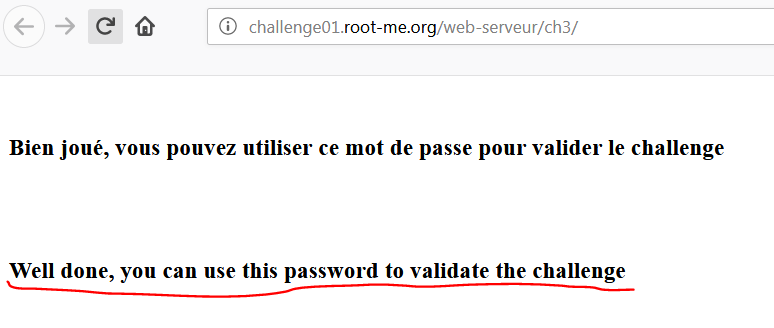 challenge01.root-me.org/web-serveur/ch3/
Bien joué, vous pouvez utiliser ce mot de passe pour valider le challenge
Well done, you can use this password to validate the challenge